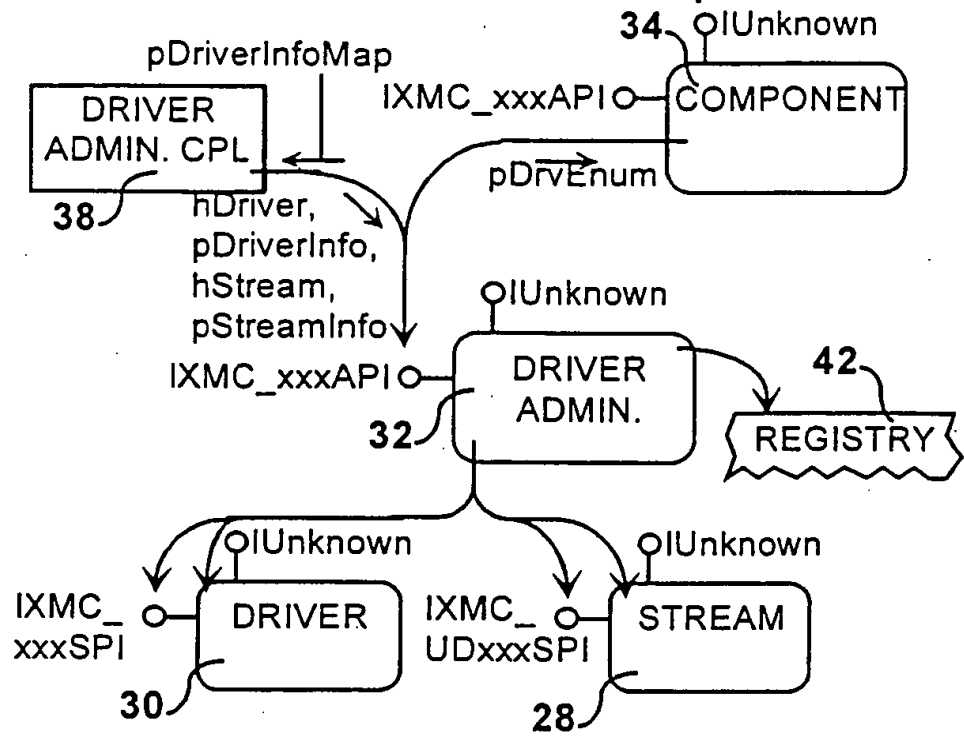 34
IUnknown
pDriverInfoMap
IXMC_xxxAPI
COMPONENT
DRIVER
ADMIN. CPL
38
pDrvEnum
hDriver,
pDriverInfo,
hStream,
pStreamInfo
IUnknown
IXMC_xxxAPI
DRIVER
ADMIN.
32
42
REGISTRY
IUnknown
IUnknown
IXMC_
xxxSPI
DRIVER
IXMC_
UDxxxSPI
STREAM
30
28